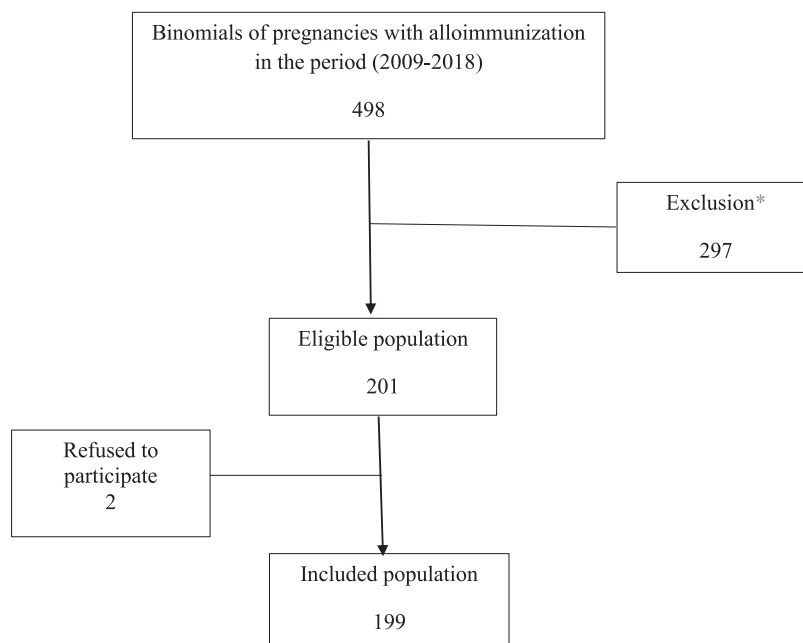 Binomials of pregnancies with alloimmunization
in the period (2009-2018)
498
Exclusion*
297
Eligible population
201
Refused to
participate
2
Included population
199